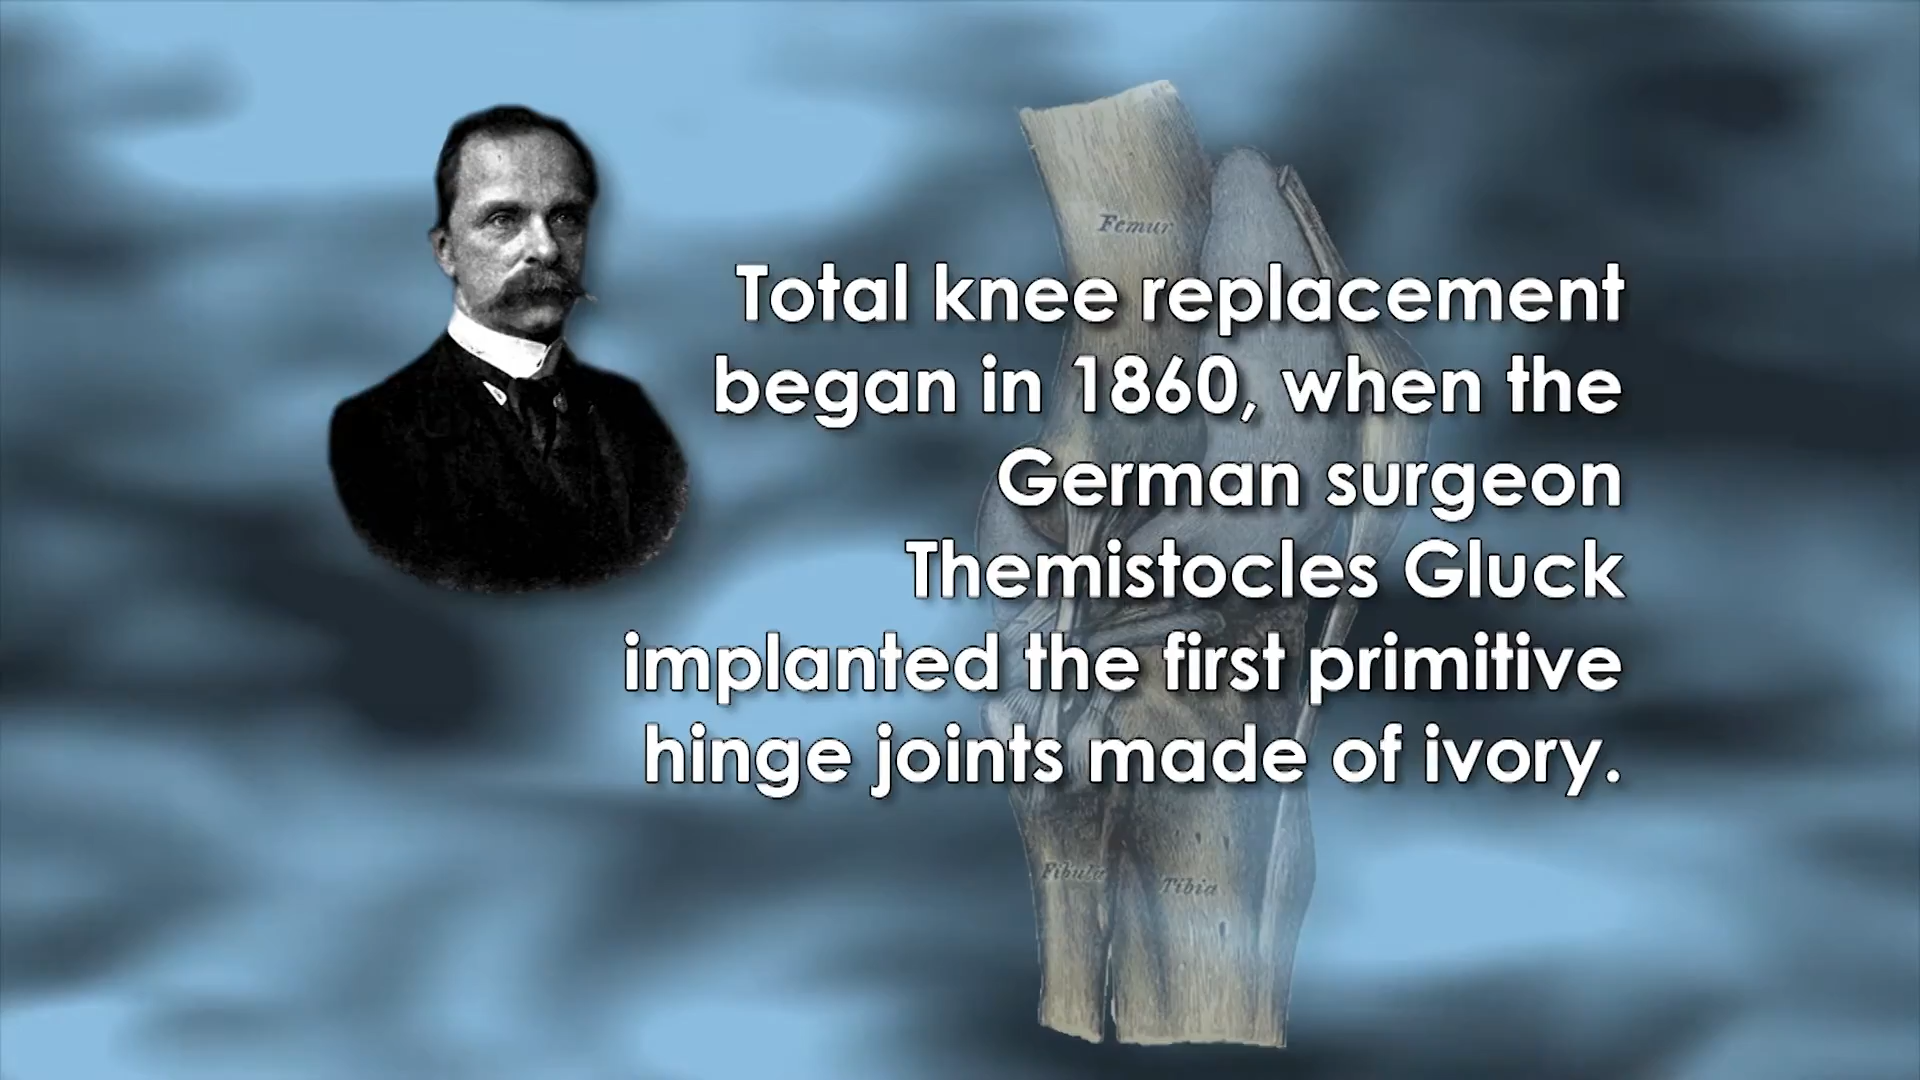 Femur
Total knee replacement
began in 1860, when the
German surgeon
Themistocles Gluck
implanted the first primitive
hinge joints made of ivory.
Fibula
Tibia